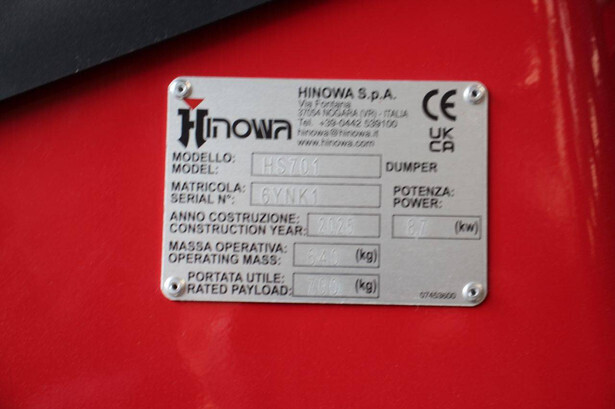 HINOWA S.p.A.
Via Fontana
37054 NOGARA (VR) - ITALIA
Tel. +39-0442 539100
hinowa@hinowa.it
www.hinowa.com
CE
UK
CA
HINOWA
MODELLO:
MODEL:
HS701
DUMPER
MATRICOLA:
SERIAL N°:
6YNK1
POTENZA:
POWER:
ANNO COSTRUZIONE:
CONSTRUCTION YEAR:
(kw)
MASSA OPERATIVA:
OPERATING MASS:
(kg)
PORTATA UTILE:
RATED PAYLOAD:
(kg)
07453600